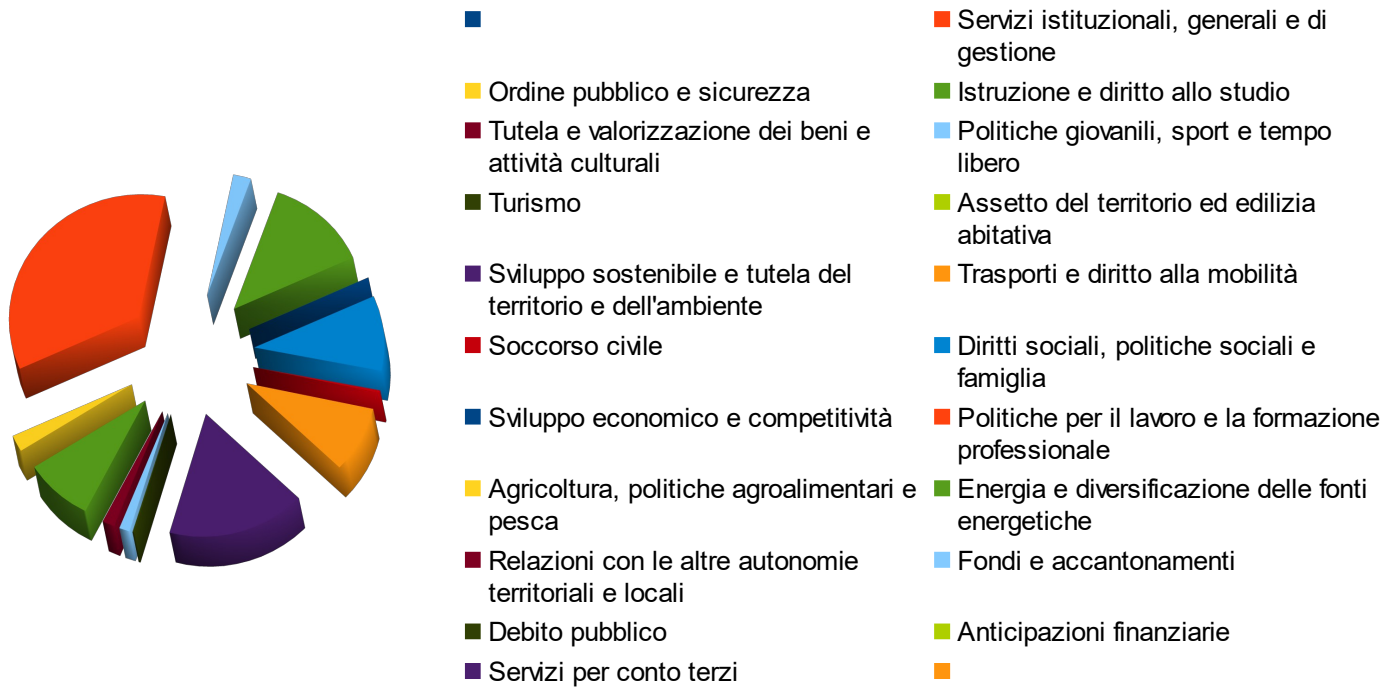 Servizi istituzionali, generali e di
gestione
Ordine pubblico e sicurezza
Istruzione e diritto allo studio
Tutela e valorizzazione dei beni e
attività culturali
Politiche giovanili, sport e tempo
libero
Turismo
Assetto del territorio ed edilizia
abitativa
Sviluppo sostenibile e tutela del
territorio e dell'ambiente
Trasporti e diritto alla mobilità
Soccorso civile
Diritti sociali, politiche sociali e
famiglia
Sviluppo economico e competitività
Politiche per il lavoro e la formazione
professionale
Agricoltura, politiche agroalimentari e
pesca
Energia e diversificazione delle fonti
energetiche
Relazioni con le altre autonomie
territoriali e locali
Fondi e accantonamenti
Debito pubblico
Anticipazioni finanziarie
Servizi per conto terzi